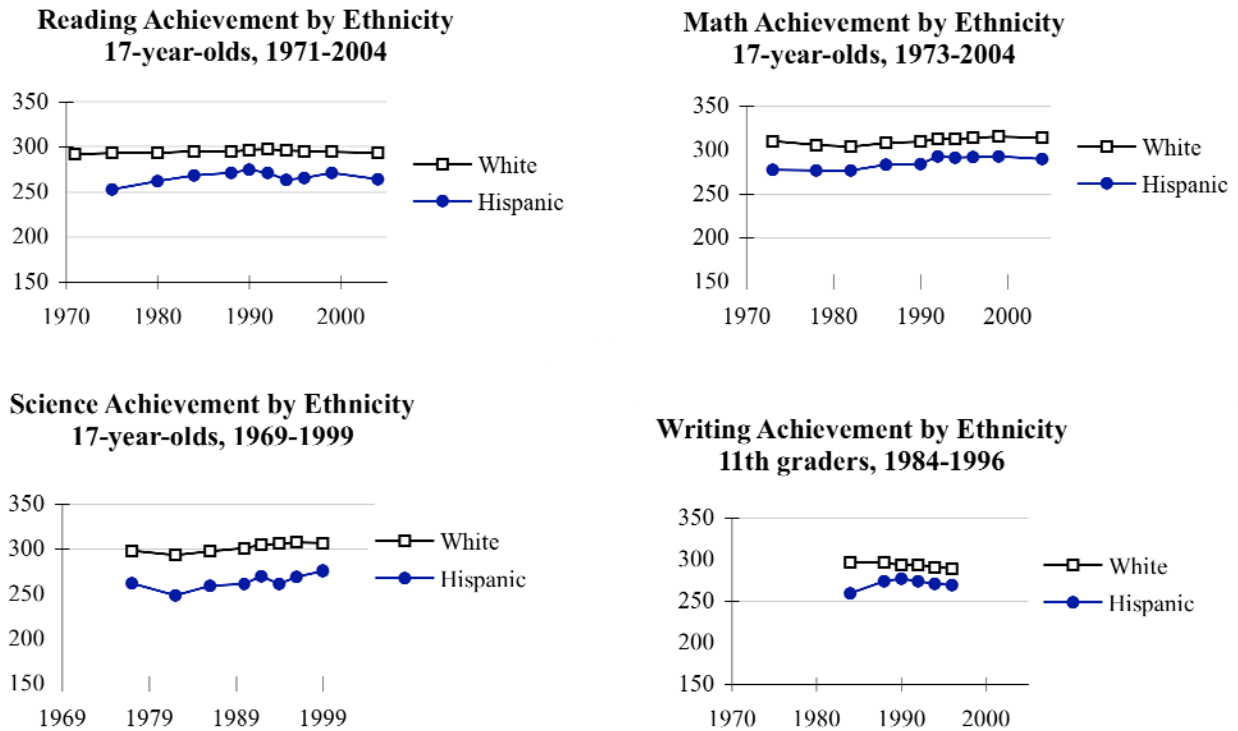 Reading Achievement by Ethnicity
17-year-olds, 1971-2004
350
300
250
200
150
1970 1980 1990 2000
White
Hispanic
Math Achievement by Ethnicity
17-year-olds, 1973-2004
350
300
250
200
150
1970 1980 1990 2000
White
Hispanic
Science Achievement by Ethnicity
17-year-olds, 1969-1999
350
300
250
200
150
1969 1979 1989 1999
White
Hispanic
Writing Achievement by Ethnicity
11th graders, 1984-1996
350
300
250
200
150
1970 1980 1990 2000
White
Hispanic